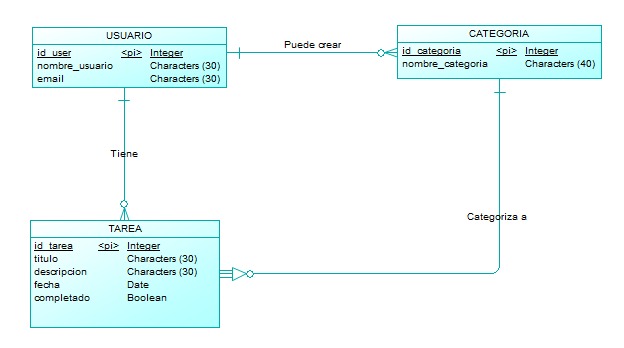 USUARIO
id_user <pi> Integer
nombre_usuario Characters (30)
email Characters (30)
Puede crear
CATEGORIA
id_categoria <pi> Integer
nombre_categoria Characters (40)
Tiene
Categoriza a
TAREA
id_tarea <pi> Integer
titulo Characters (30)
descripcion Characters (30)
fecha Date
completado Boolean